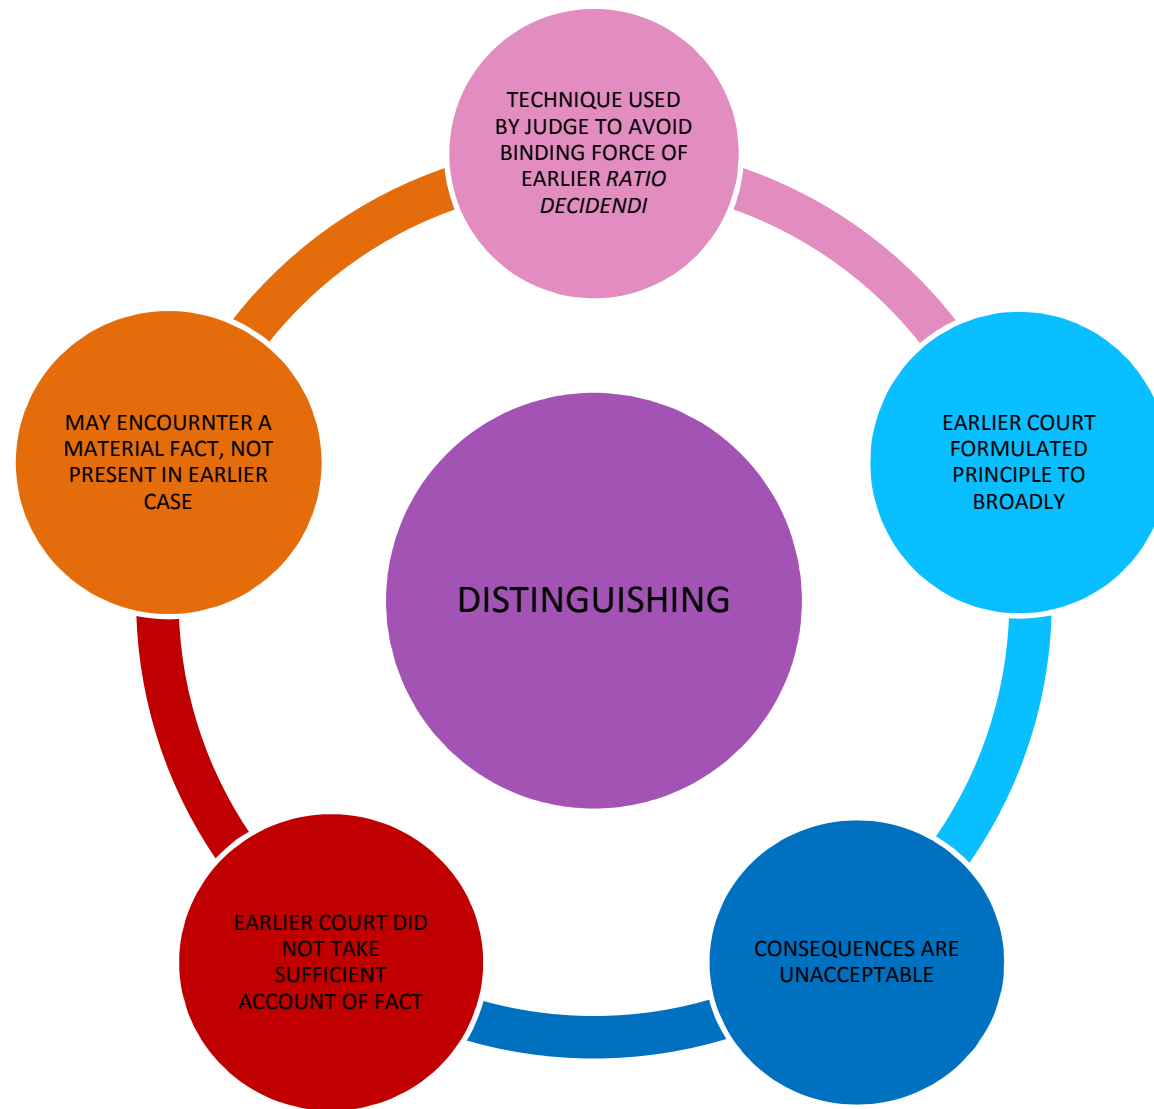 TECHNIQUE USED
BY JUDGE TO AVOID
BINDING FORCE OF
EARLIER RATIO
DECIDENDI
EARLIER COURT
FORMULATED
PRINCIPLE TO
BROADLY
CONSEQUENCES ARE
UNACCEPTABLE
EARLIER COURT DID
NOT TAKE
SUFFICIENT
ACCOUNT OF FACT
MAY ENCOURNTER A
MATERIAL FACT, NOT
PRESENT IN EARLIER
CASE
DISTINGUISHING